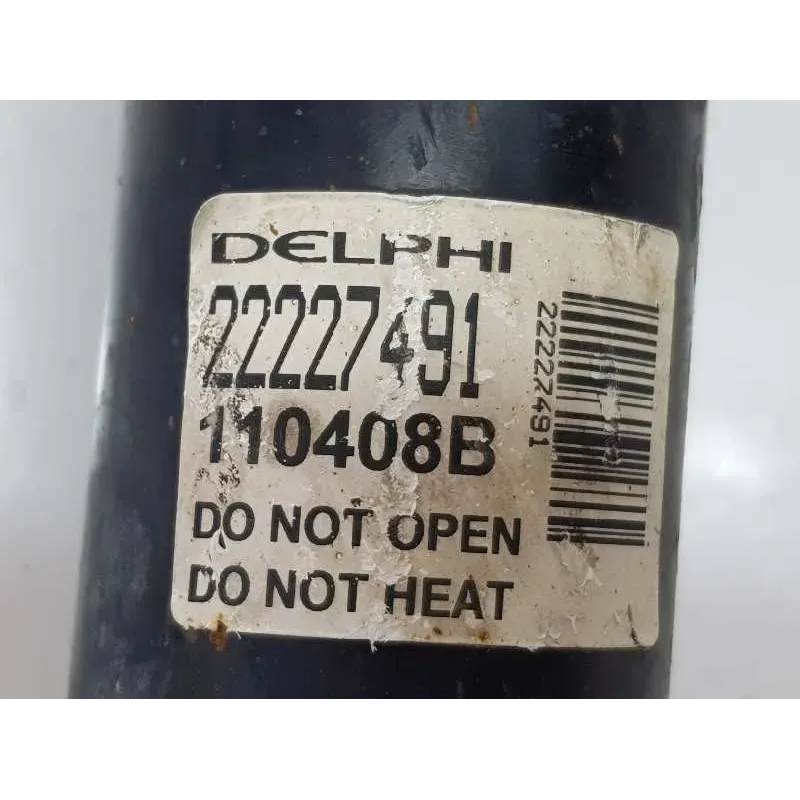 DELPHI
22227491
110408B
DO NOT OPEN
DO NOT HEAT
22227491